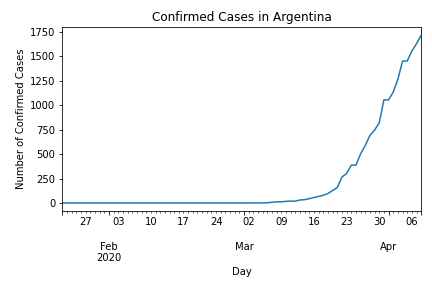 Confirmed Cases in Argentina
1750
1500
1250
1000
750
500
250
0
Number of Confirmed Cases
27 03 10 17 24 02 09 16 23 30 06
Feb Mar Apr
2020
Day